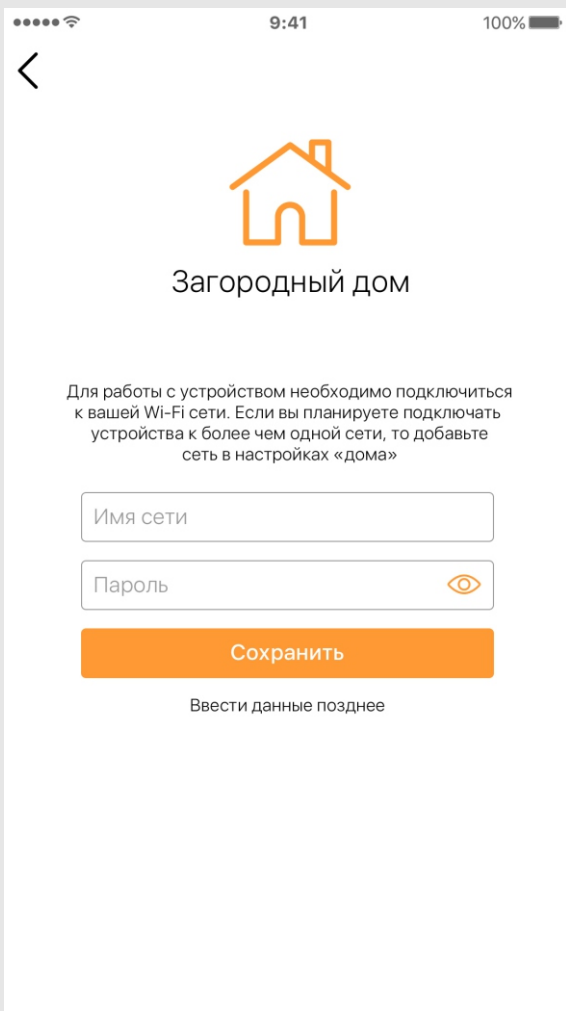 9:41
100%
Загородный дом
Для работы с устройством необходимо подключиться
к вашей Wi-Fi сети. Если вы планируете подключать
устройства к более чем одной сети, то добавьте
сеть в настройках «дома»
Имя сети
Пароль
Сохранить
Ввести данные позднее